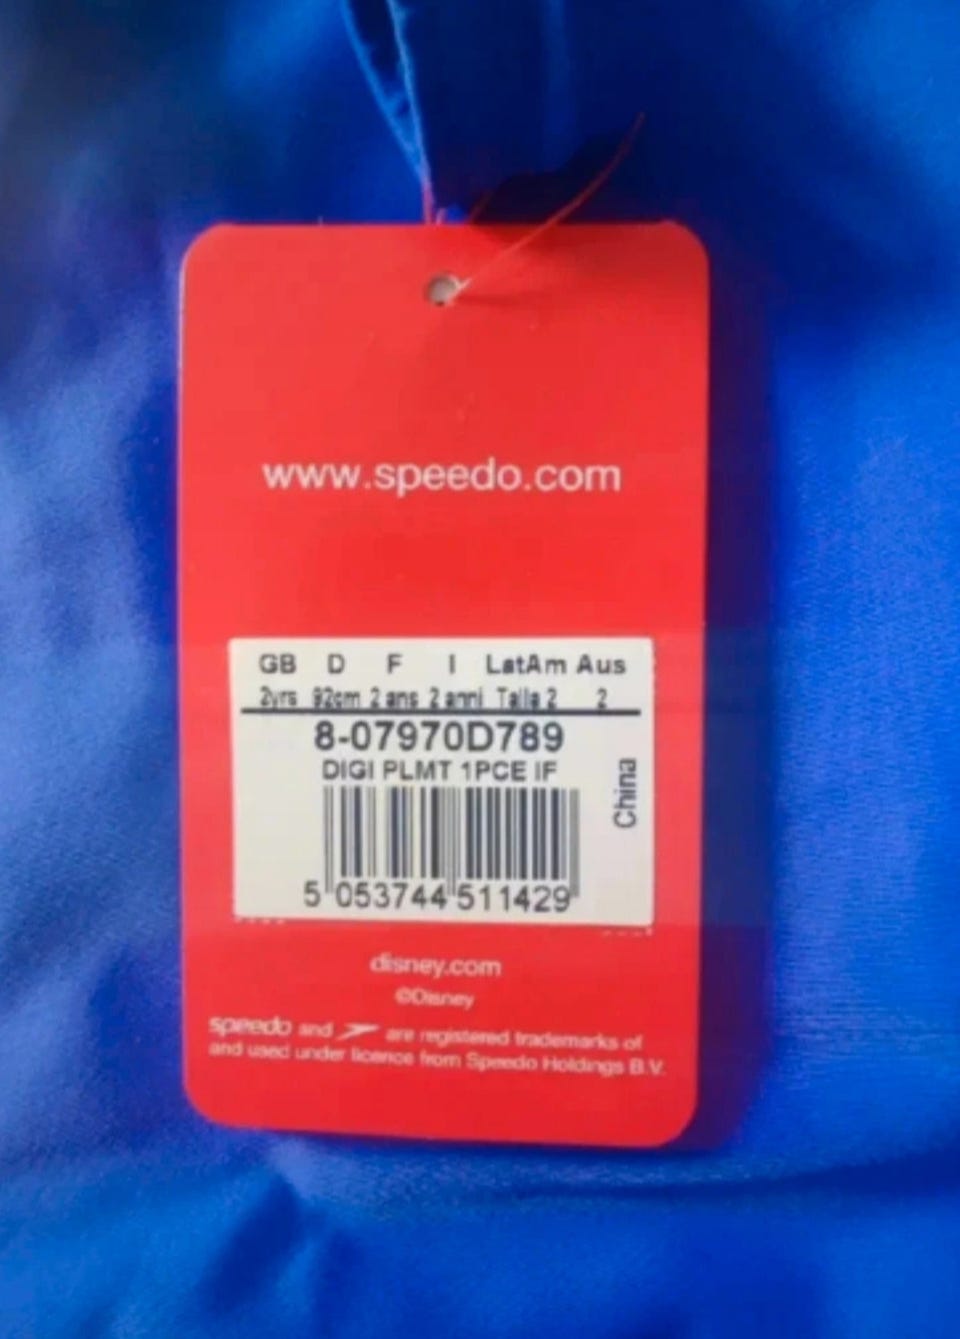 www.speedo.com
GB D F I LatAm Aus
2yrs 92cm 2 ans 2 anni Talla 2 2
8-07970D789
DIGI PLMT 1PCE IF
China
5 053744 511429
disney.com
©Disney
speedo and are registered trademarks of
and used under licence from Speedo Holdings B.V.